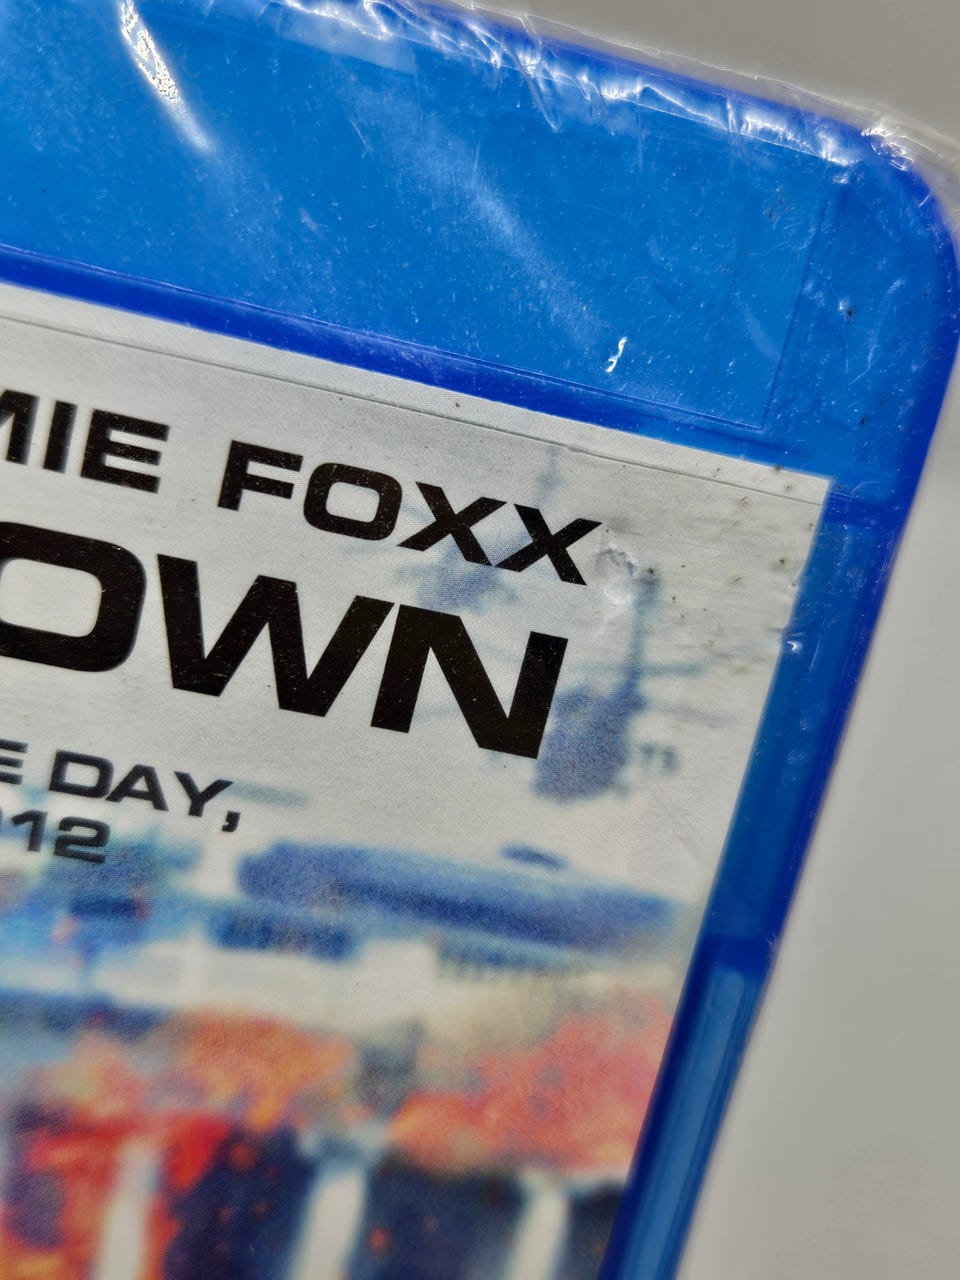 MIE FOXX
OWN
E DAY,
012